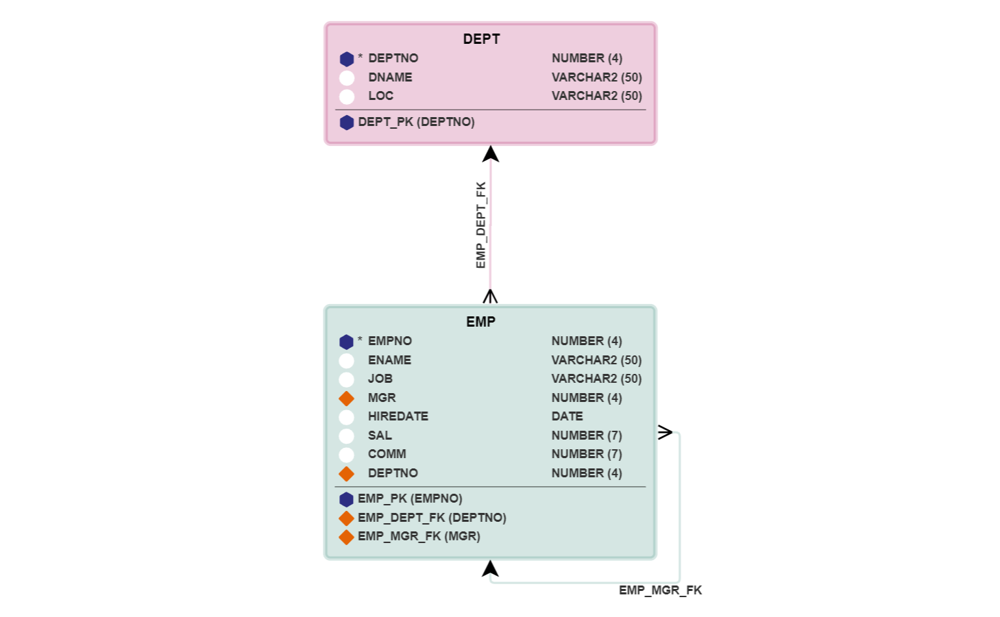 DEPT
* DEPTNO NUMBER (4)
DNAME VARCHAR2 (50)
LOC VARCHAR2 (50)
DEPT_PK (DEPTNO)
EMP_DEPT_FK
EMP
* EMPNO NUMBER (4)
ENAME VARCHAR2 (50)
JOB VARCHAR2 (50)
MGR NUMBER (4)
HIREDATE DATE
SAL NUMBER (7)
COMM NUMBER (7)
DEPTNO NUMBER (4)
EMP_PK (EMPNO)
EMP_DEPT_FK (DEPTNO)
EMP_MGR_FK (MGR)
EMP_MGR_FK